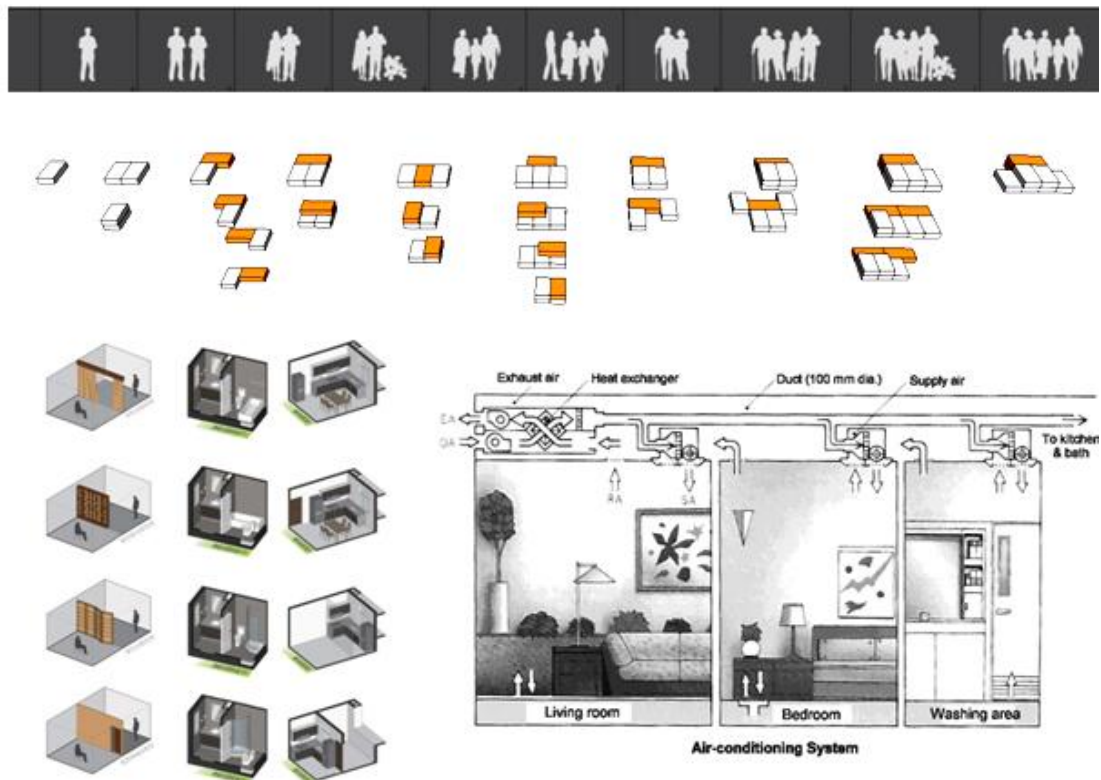 Exhaust air
Heat exchanger
Duct (100 mm dia.)
Supply air
EA
OA
To kitchen
& bath
RA
SA
Living room
Bedroom
Washing area
Air-conditioning System